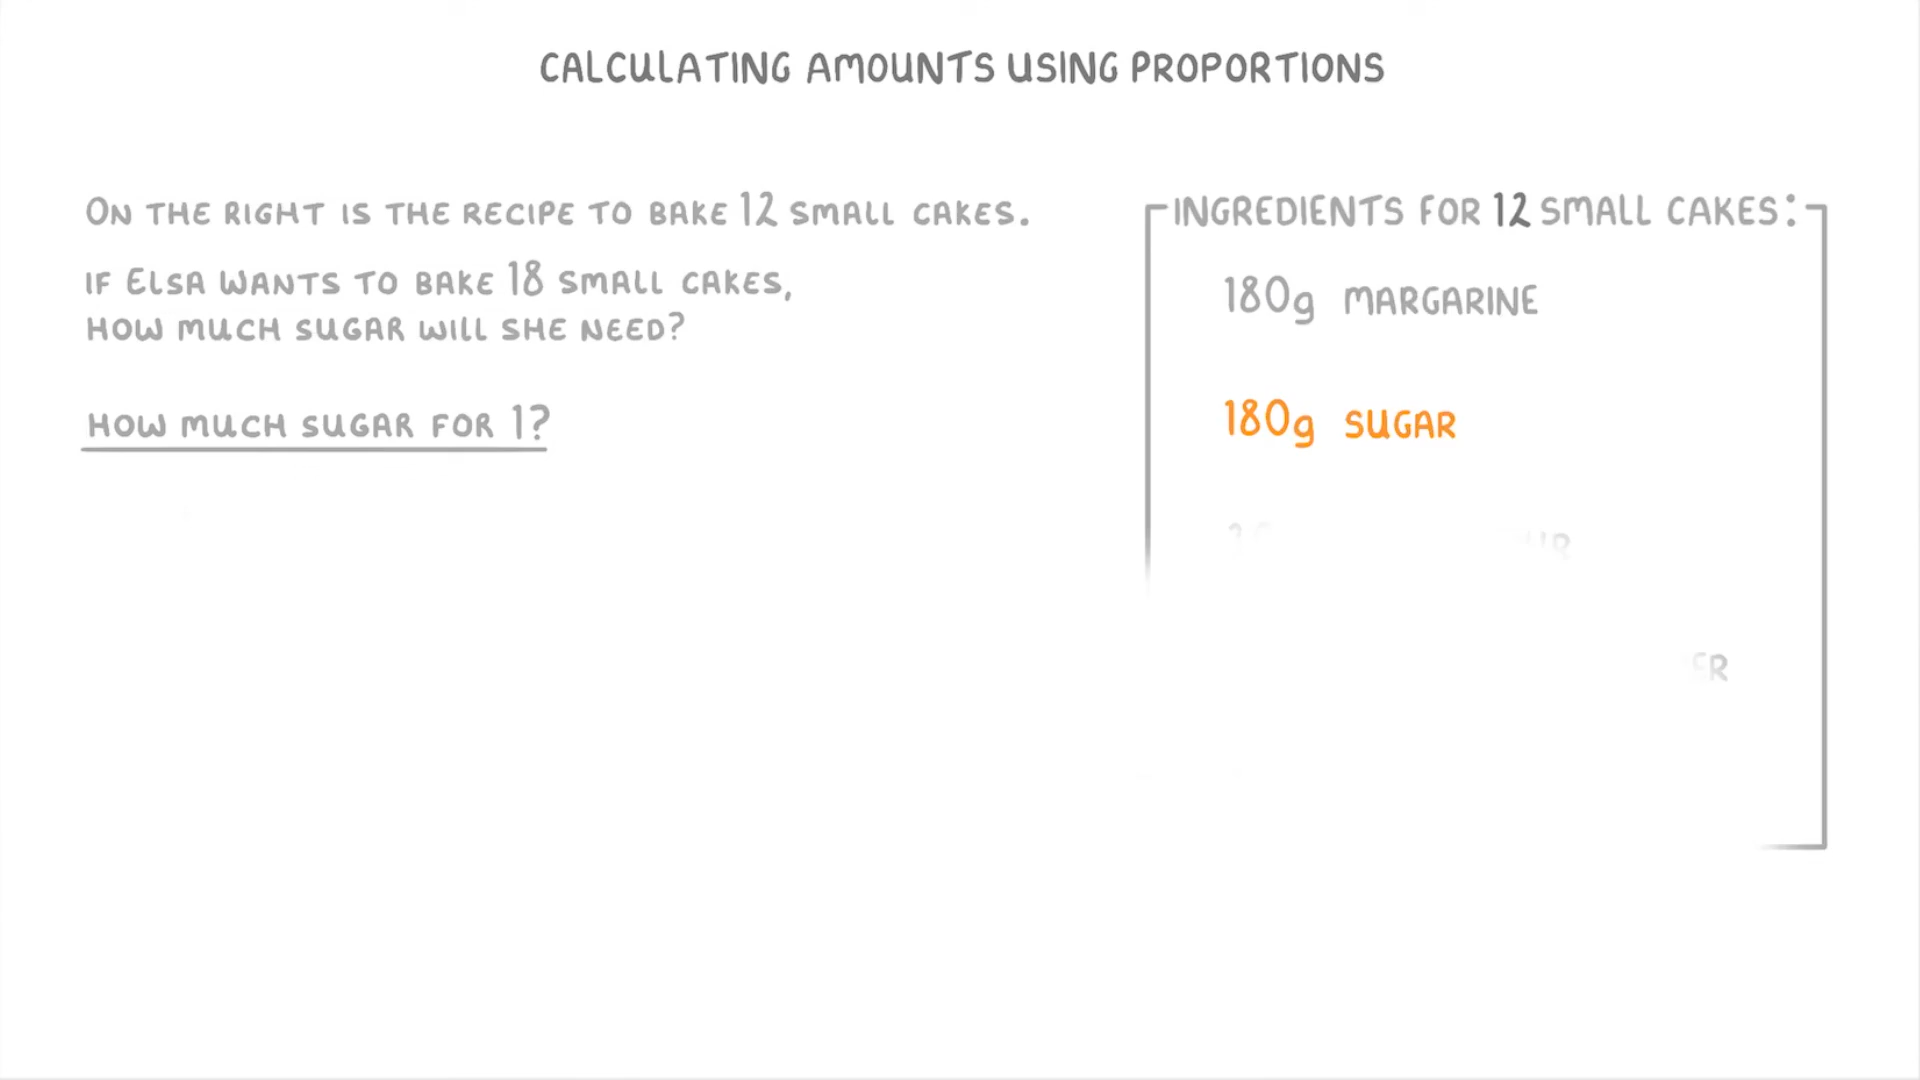 CALCULATING AMOUNTS USING PROPORTIONS
ON THE RIGHT IS THE RECIPE TO BAKE 12 SMALL CAKES.
IF ELSA WANTS TO BAKE 18 SMALL CAKES,
HOW MUCH SUGAR WILL SHE NEED?
HOW MUCH SUGAR FOR 1?
INGREDIENTS FOR 12 SMALL CAKES:
180g MARGARINE
180g SUGAR